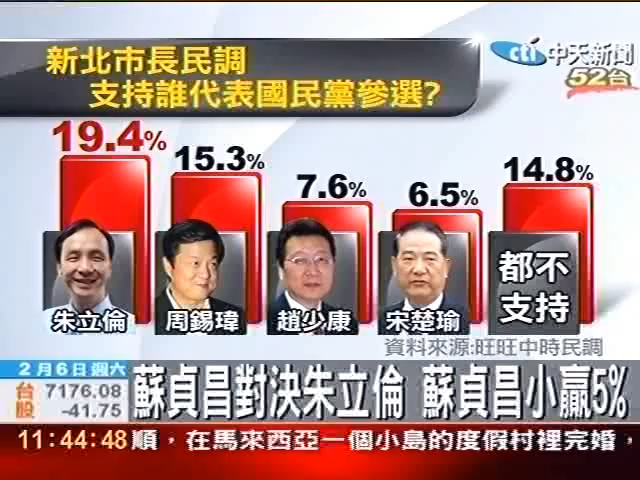 新北市長民調
支持誰代表國民黨參選?
cti 中天新聞
52台
19.4%
15.3%
7.6%
6.5%
14.8%
朱立倫
周錫瑋
趙少康
宋楚瑜
都不
支持
資料來源:旺旺中時民調
2月6日週六
台股
7176.08
-41.75
蘇貞昌對決朱立倫 蘇貞昌小贏5%
11:44:48
順，在馬來西亞一個小島的度假村裡完婚，